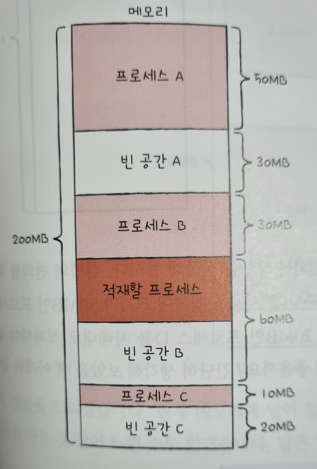 메모리
프로세스 A
50MB
빈 공간 A
30MB
프로세스 B
30MB
200MB
적재할 프로세스
60MB
빈 공간 B
프로세스 C
10MB
빈 공간 C
20MB